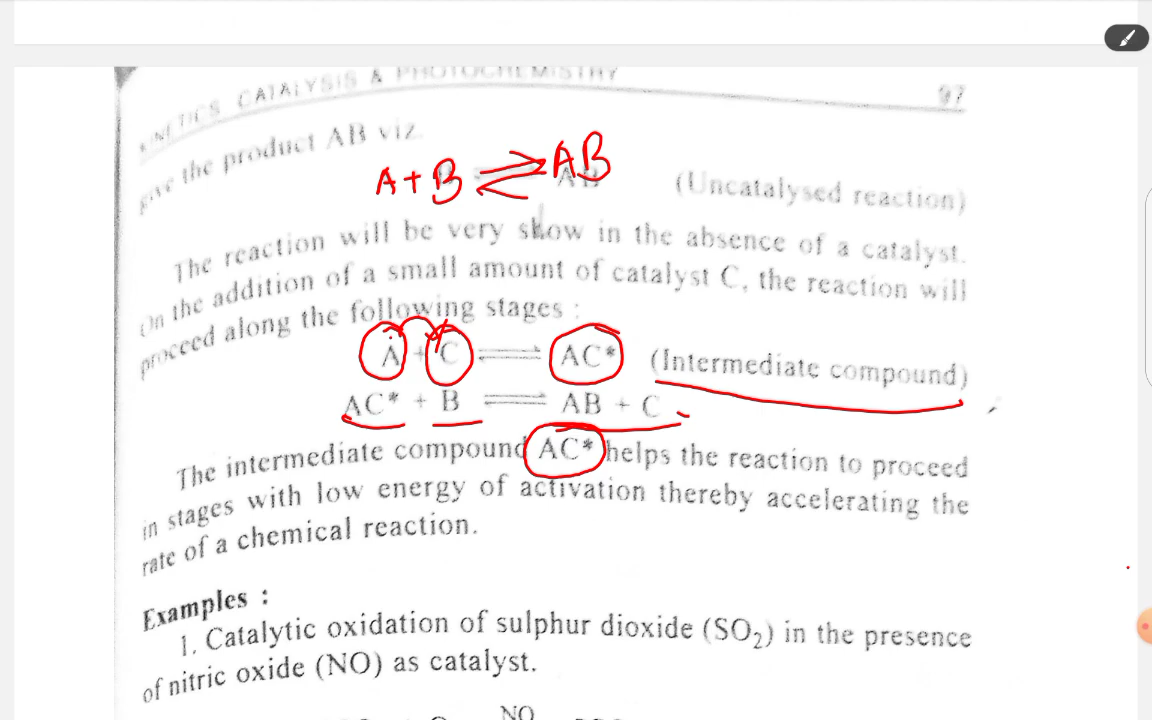 KINETICS CATALYSIS & PHOTOCHEMISTRY 97
give the product AB viz.
A + B ⇌ AB (Uncatalysed reaction)
The reaction will be very slow in the absence of a catalyst.
On the addition of a small amount of catalyst C, the reaction will
proceed along the following stages :
A + C ⇌ AC* (Intermediate compound)
AC* + B ⇌ AB + C
The intermediate compound AC* helps the reaction to proceed
in stages with low energy of activation thereby accelerating the
rate of a chemical reaction.
Examples :
1. Catalytic oxidation of sulphur dioxide (SO₂) in the presence
of nitric oxide (NO) as catalyst.
NO